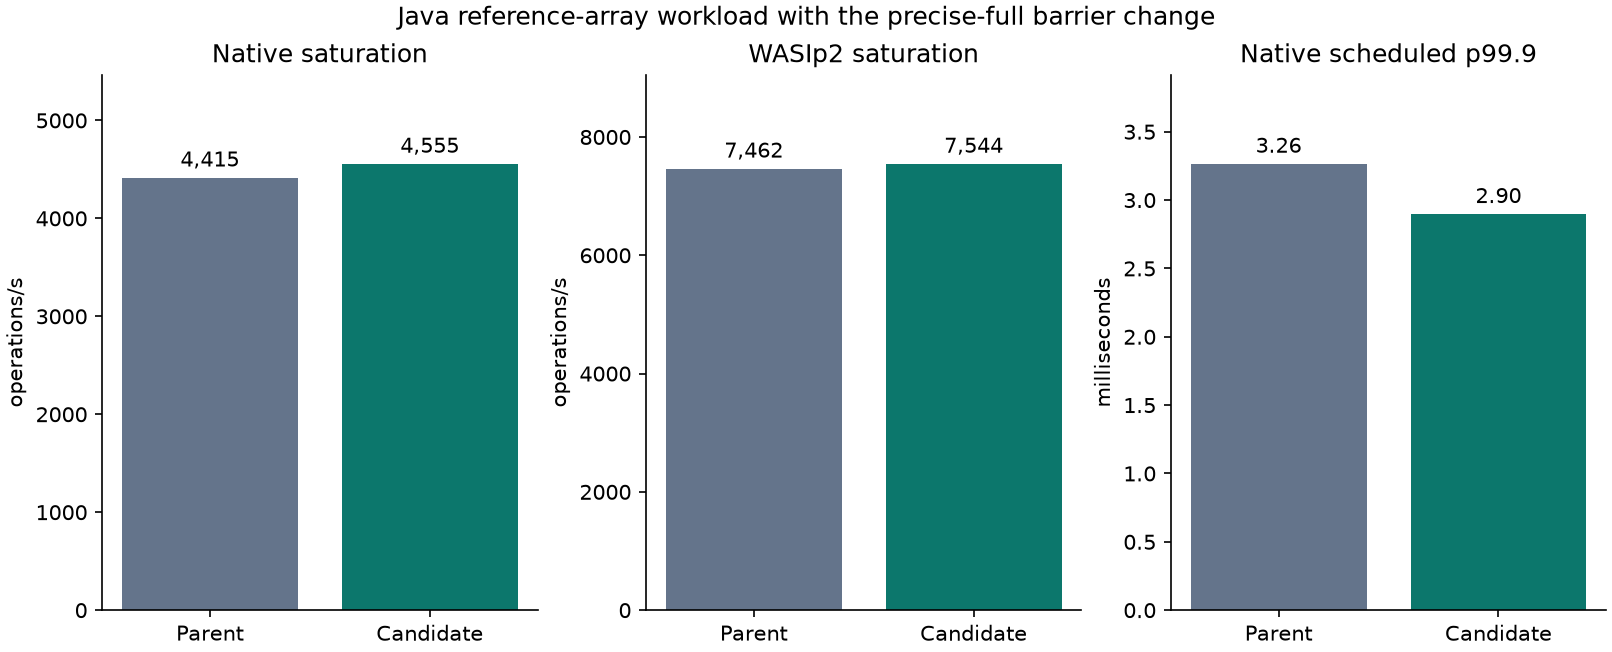 Java reference-array workload with the precise-full barrier change
Native saturation
operations/s
5000
4000
3000
2000
1000
0
4,415
4,555
Parent
Candidate
WASIp2 saturation
operations/s
8000
6000
4000
2000
0
7,462
7,544
Parent
Candidate
Native scheduled p99.9
milliseconds
3.5
3.0
2.5
2.0
1.5
1.0
0.5
0.0
3.26
2.90
Parent
Candidate